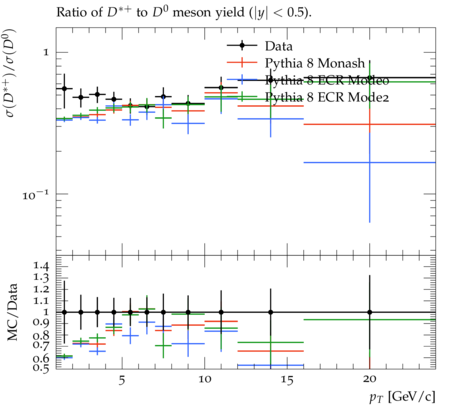 Ratio of D*+ to D0 meson yield (|y| < 0.5).
σ(D*+)/σ(D0)
1
10−1
Data
Pythia 8 Monash
Pythia 8 ECR Mode0
Pythia 8 ECR Mode2
MC/Data
1.4
1.3
1.2
1.1
1
0.9
0.8
0.7
0.6
0.5
5
10
15
20
pT [GeV/c]